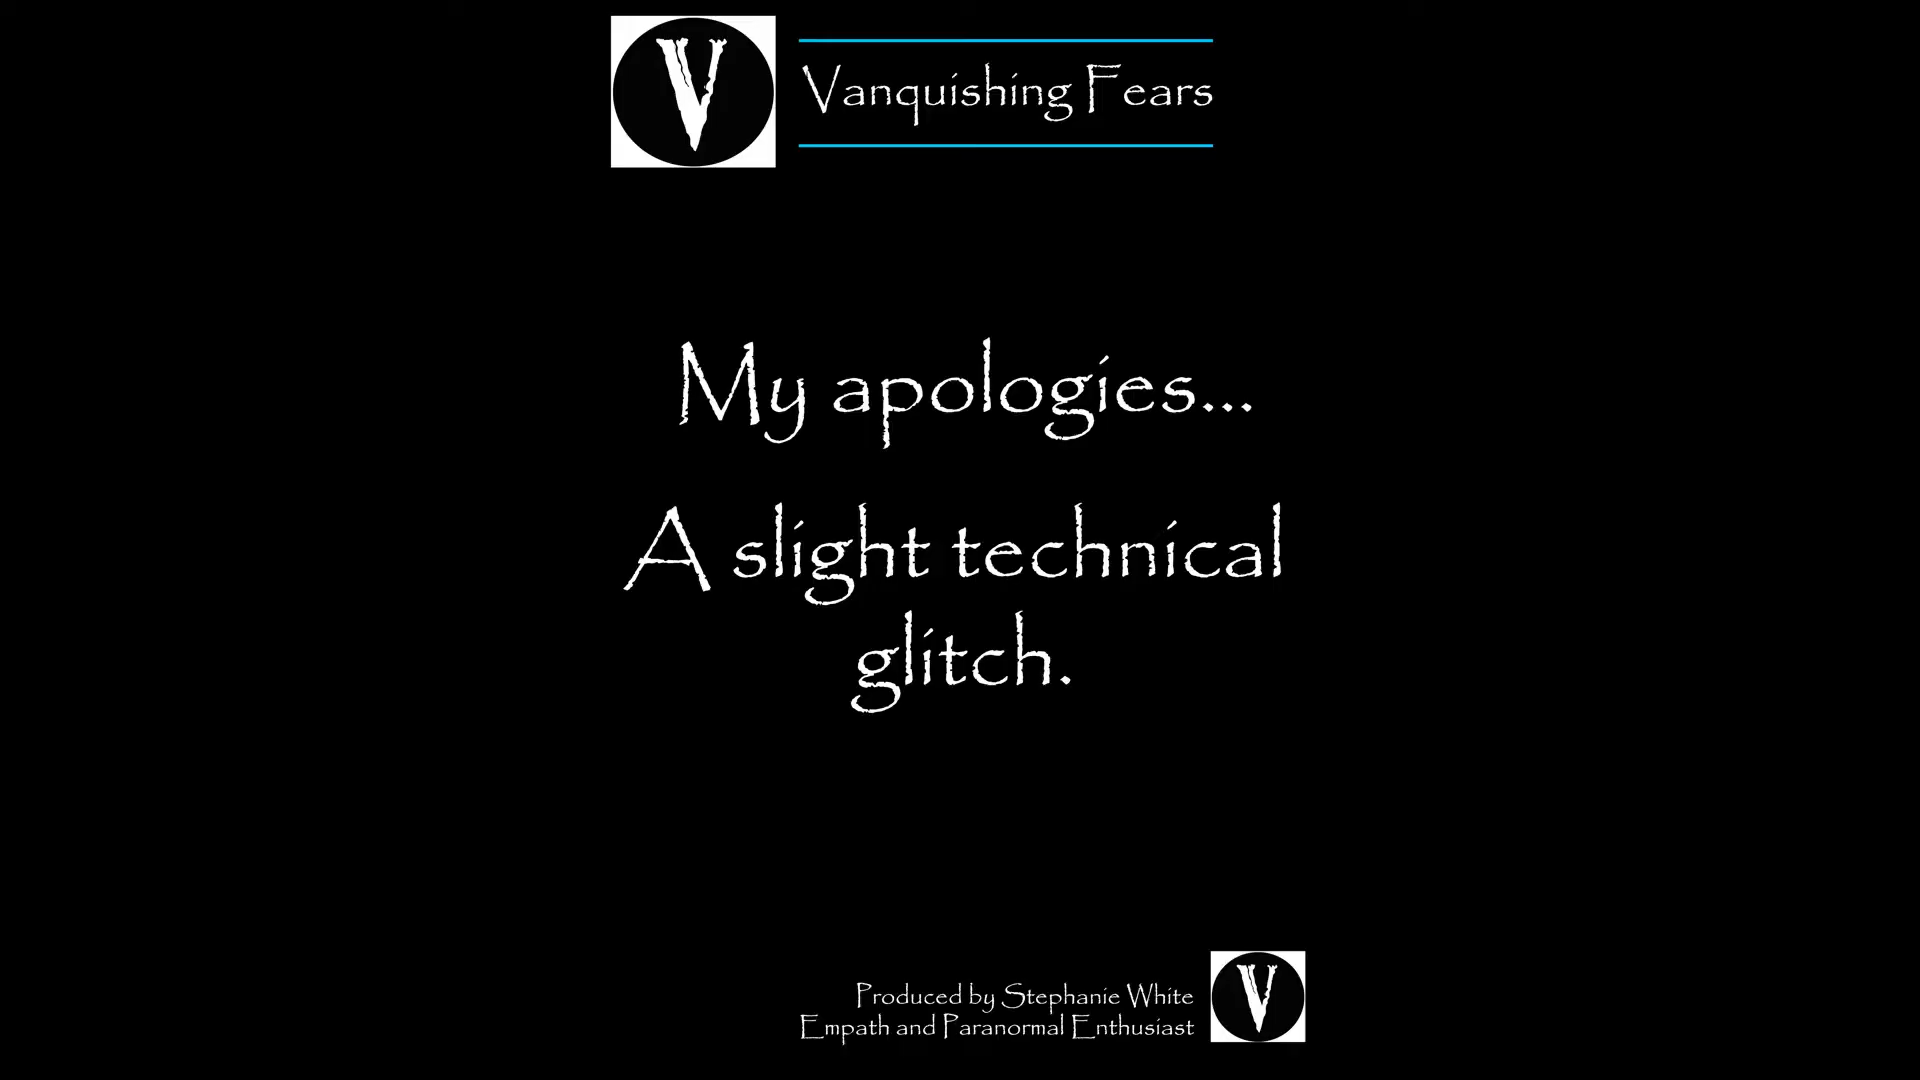 V
Vanquishing Fears
My apologies...
A slight technical
glitch.
Produced by Stephanie White
Empath and Paranormal Enthusiast
V